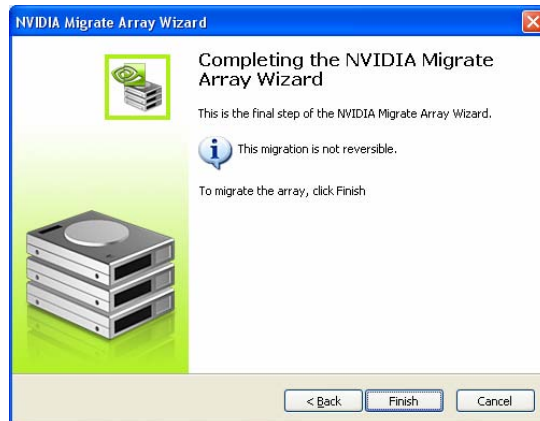 NVIDIA Migrate Array Wizard
Completing the NVIDIA Migrate
Array Wizard
This is the final step of the NVIDIA Migrate Array Wizard.
This migration is not reversible.
To migrate the array, click Finish
< Back
Finish
Cancel